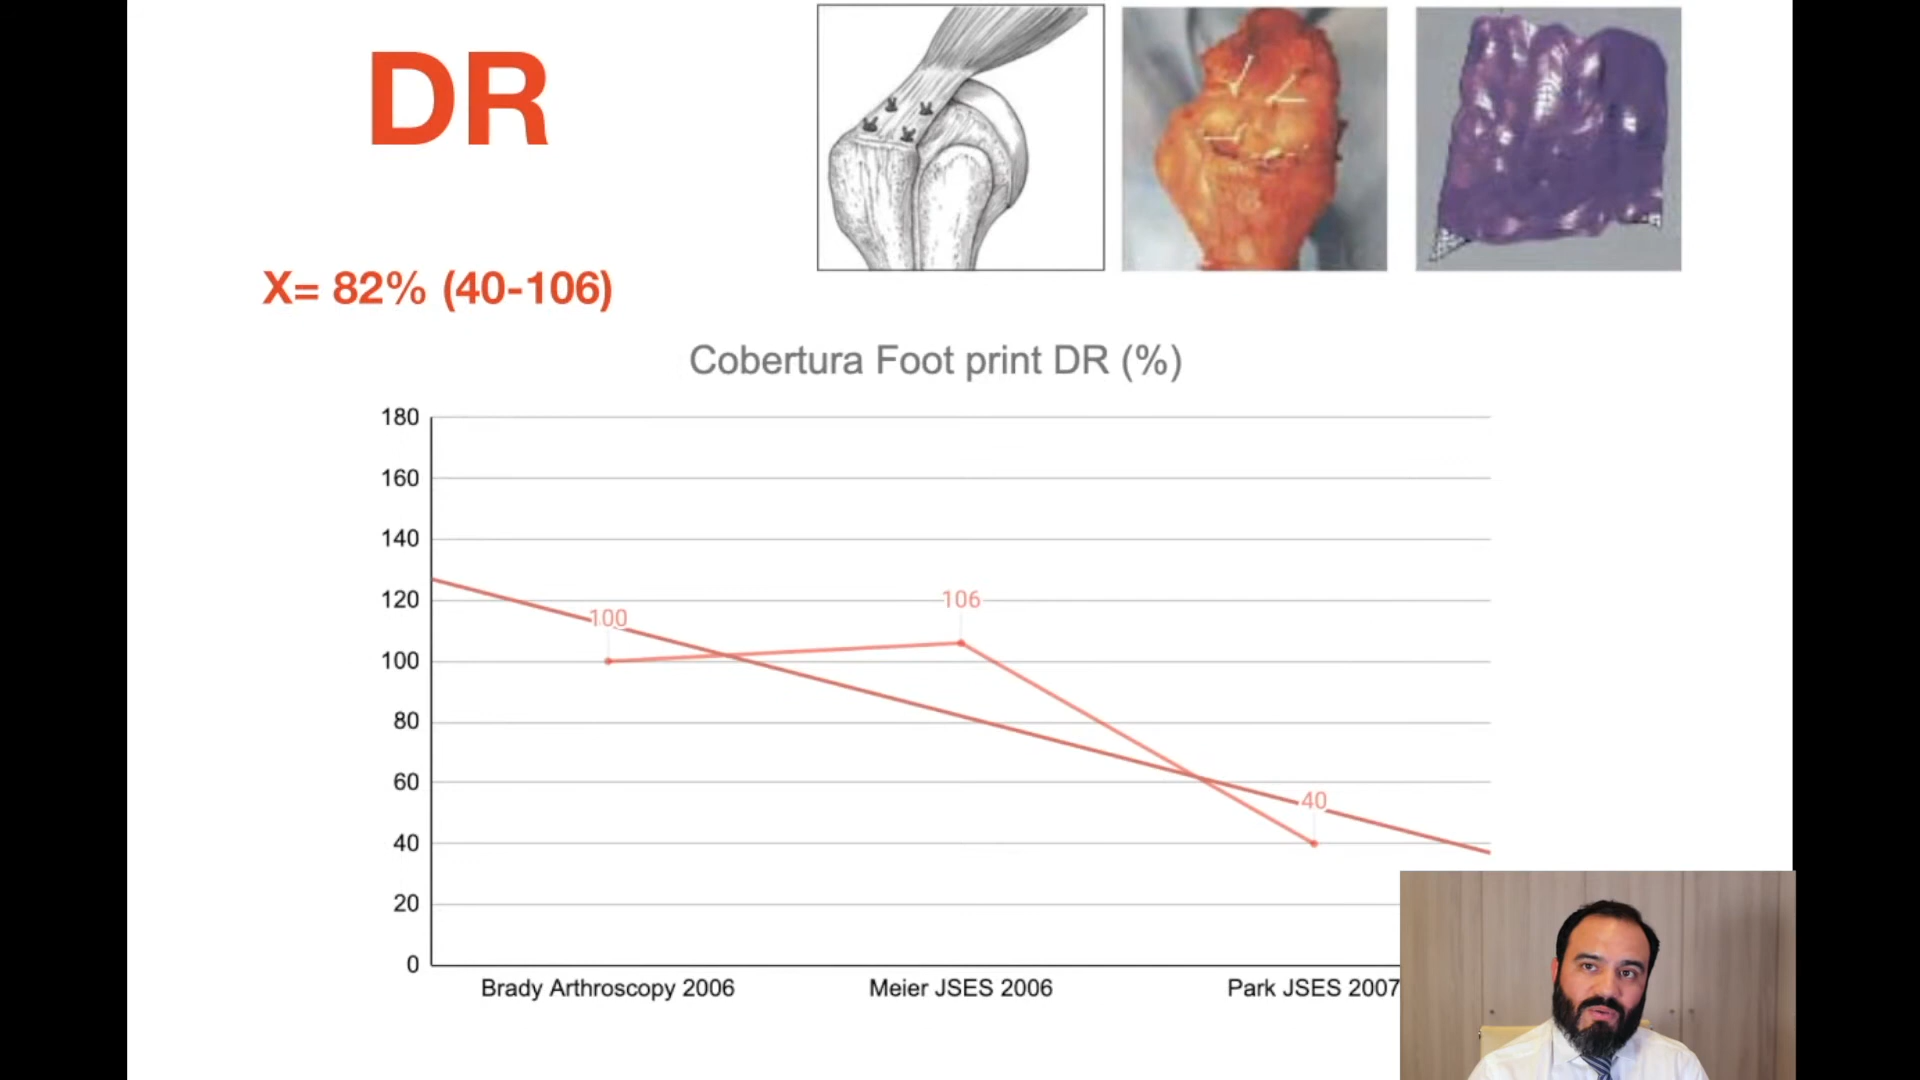 DR
X= 82% (40-106)
Cobertura Foot print DR (%)
180
160
140
120
100
80
60
40
20
0
100
106
40
Brady Arthroscopy 2006
Meier JSES 2006
Park JSES 2007